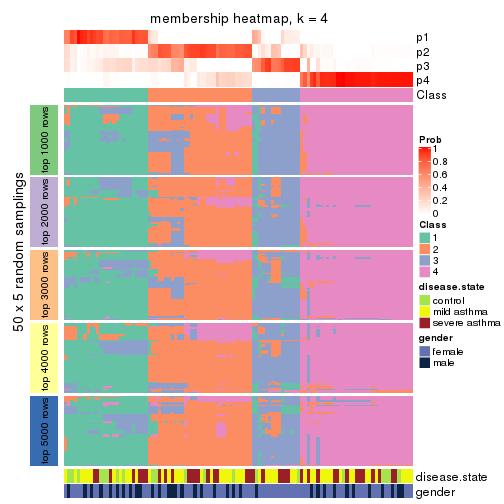 membership heatmap, k = 4
p1
p2
p3
p4
Class
50 x 5 random samplings
top 1000 rows
top 2000 rows
top 3000 rows
top 4000 rows
top 5000 rows
Prob
1
0.8
0.6
0.4
0.2
0
Class
1
2
3
4
disease.state
control
mild asthma
severe asthma
gender
female
male
disease.state
gender